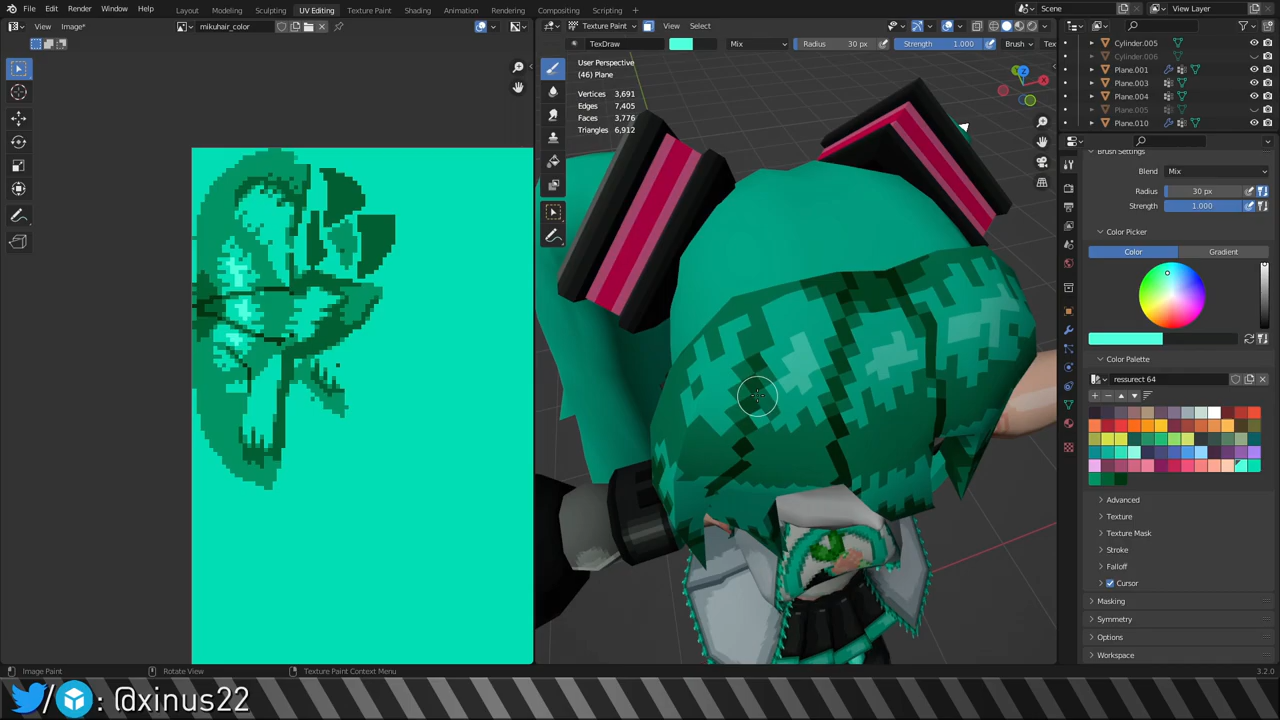 File Edit Render Window Help Layout Modeling Sculpting UV Editing Texture Paint Shading Animation Rendering Compositing Scripting + Scene View Layer
View Image* mikuhair_color Texture Paint View Select
TexDraw Mix Radius 30 px Strength 1.000 Brush Te
User Perspective
(46) Plane
Vertices 3,691
Edges 7,405
Faces 3,776
Triangles 6,912
Cylinder.005
Cylinder.006
Plane.001
Plane.003
Plane.004
Plane.005
Plane.010
Brush Settings
Blend Mix
Radius 30 px
Strength 1.000
Color Picker
Color Gradient
Color Palette
ressurect 64
Advanced
Texture
Texture Mask
Stroke
Falloff
Cursor
Masking
Symmetry
Options
Workspace
Image Paint Rotate View Texture Paint Context Menu 3.2.0
/ : @xinus22